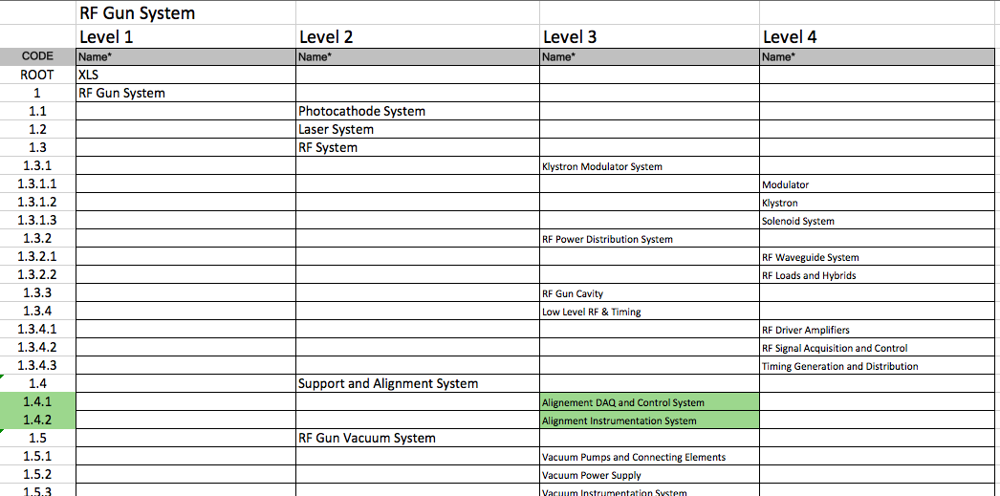 RF Gun System
Level 1 Level 2 Level 3 Level 4
CODE Name* Name* Name* Name*
ROOT XLS
1 RF Gun System
1.1 Photocathode System
1.2 Laser System
1.3 RF System
1.3.1 Klystron Modulator System
1.3.1.1 Modulator
1.3.1.2 Klystron
1.3.1.3 Solenoid System
1.3.2 RF Power Distribution System
1.3.2.1 RF Waveguide System
1.3.2.2 RF Loads and Hybrids
1.3.3 RF Gun Cavity
1.3.4 Low Level RF & Timing
1.3.4.1 RF Driver Amplifiers
1.3.4.2 RF Signal Acquisition and Control
1.3.4.3 Timing Generation and Distribution
1.4 Support and Alignment System
1.4.1 Alignement DAQ and Control System
1.4.2 Alignment Instrumentation System
1.5 RF Gun Vacuum System
1.5.1 Vacuum Pumps and Connecting Elements
1.5.2 Vacuum Power Supply
1.5.3 Vacuum Instrumentation System